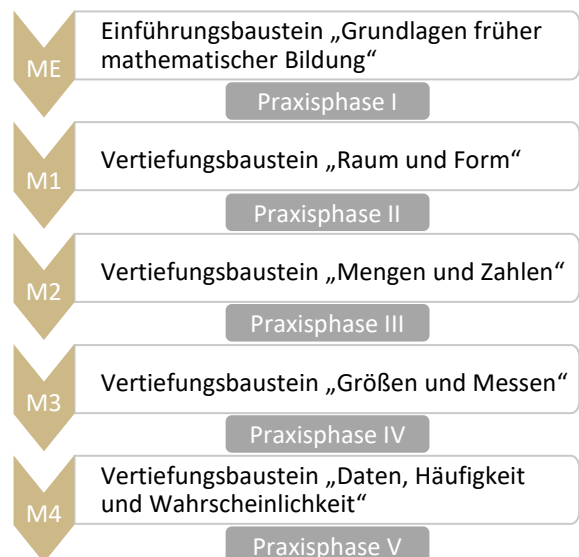 ME
Einführungsbaustein „Grundlagen früher
mathematischer Bildung“
Praxisphase I
M1
Vertiefungsbaustein „Raum und Form“
Praxisphase II
M2
Vertiefungsbaustein „Mengen und Zahlen“
Praxisphase III
M3
Vertiefungsbaustein „Größen und Messen“
Praxisphase IV
M4
Vertiefungsbaustein „Daten, Häufigkeit
und Wahrscheinlichkeit“
Praxisphase V